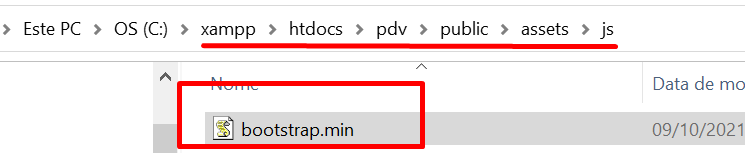 Este PC > OS (C:) > xampp > htdocs > pdv > public > assets > js
Nome Data de mo
bootstrap.min 09/10/2021